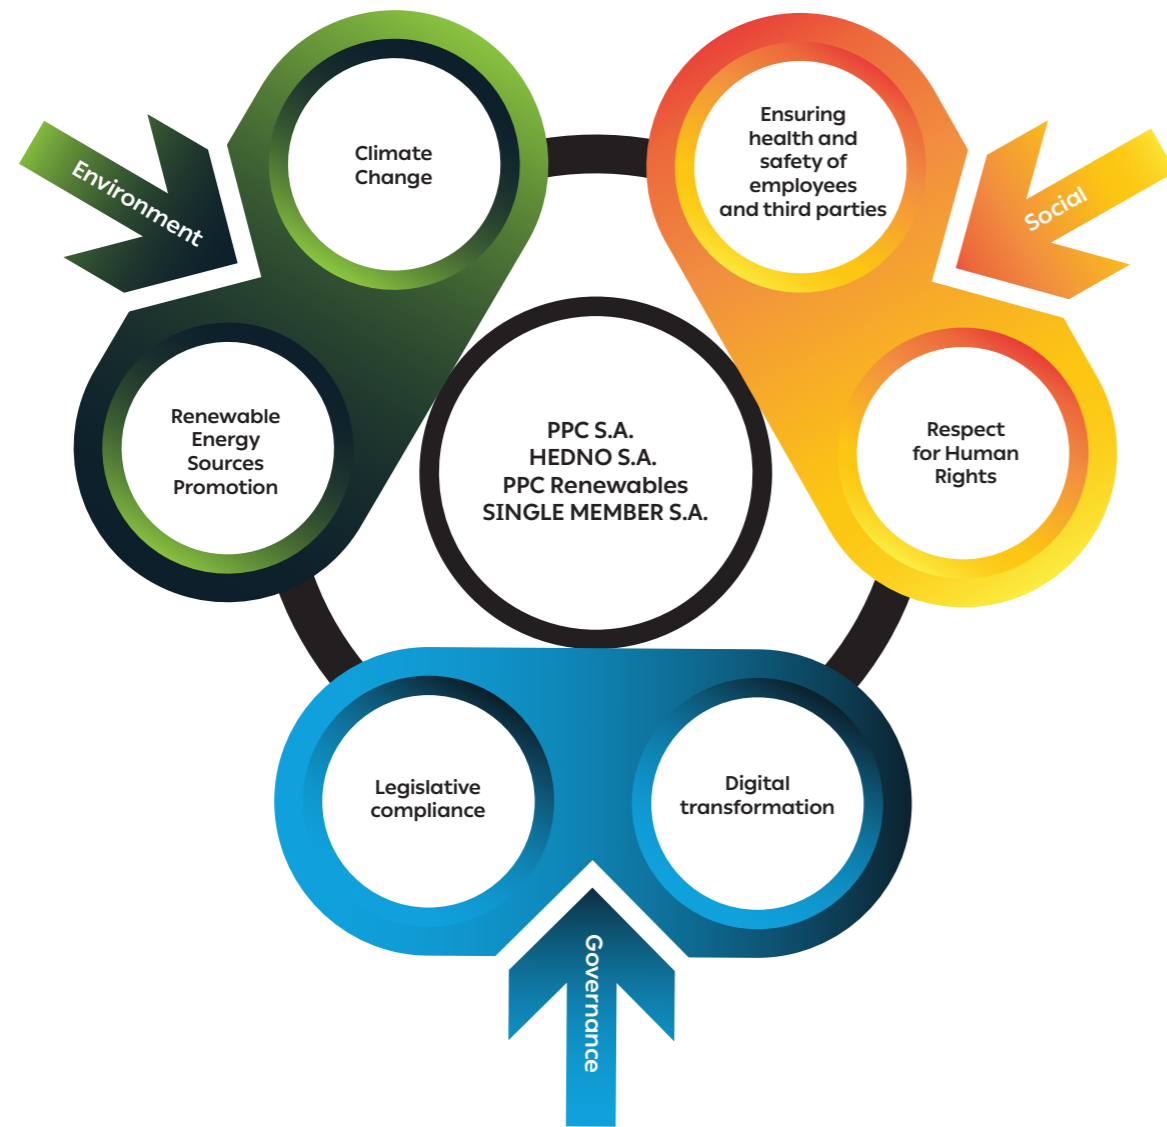 Environment
Climate
Change
Renewable
Energy
Sources
Promotion
Ensuring
health and
safety of
employees
and third parties
Social
Respect
for Human
Rights
PPC S.A.
HEDNO S.A.
PPC Renewables
SINGLE MEMBER S.A.
Legislative
compliance
Digital
transformation
Governance